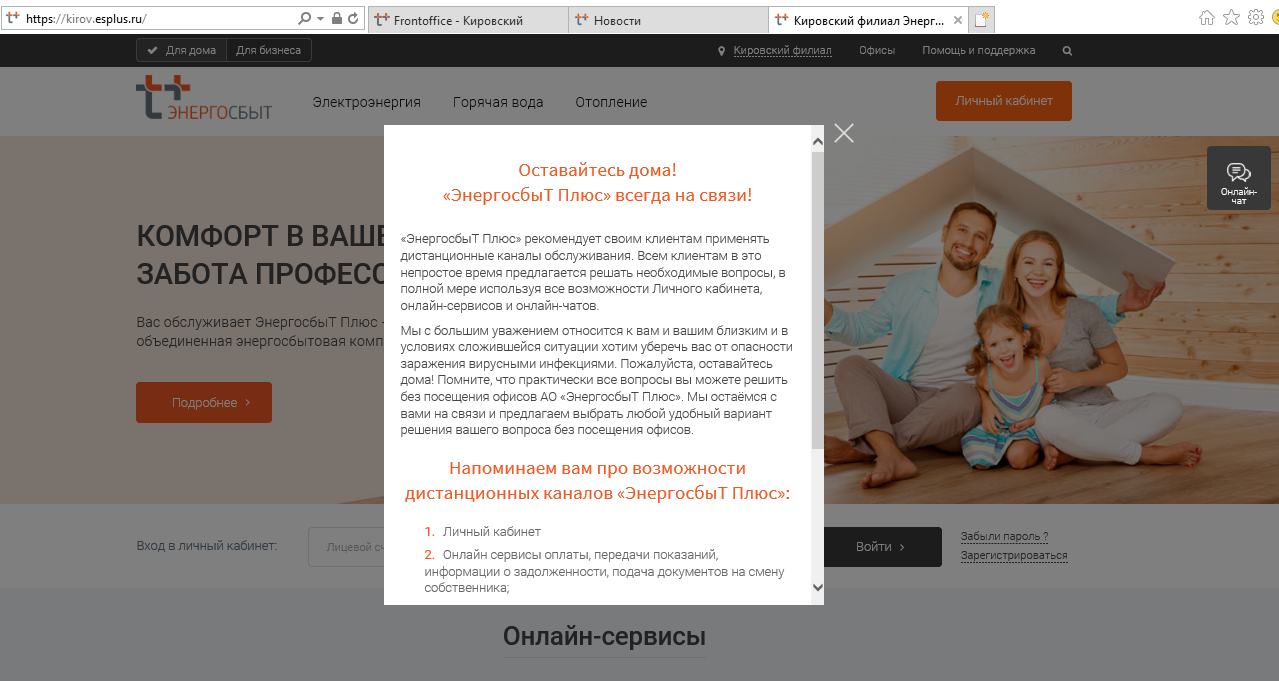 https://kirov.esplus.ru/
Frontoffice - Кировский
Новости
Кировский филиал Энерг...
Для дома
Для бизнеса
Кировский филиал
Офисы
Помощь и поддержка
ЭНЕРГОСБЫТ
Электроэнергия
Горячая вода
Отопление
Личный кабинет
Онлайн-
чат
КОМФОРТ В ВАШЕ
ЗАБОТА ПРОФЕСС
Вас обслуживает ЭнергосбыТ Плюс -
объединенная энергосбытовая комп
Подробнее
Оставайтесь дома!
«ЭнергосбыТ Плюс» всегда на связи!
«ЭнергосбыТ Плюс» рекомендует своим клиентам применять
дистанционные каналы обслуживания. Всем клиентам в это
непростое время предлагается решать необходимые вопросы, в
полной мере используя все возможности Личного кабинета,
онлайн-сервисов и онлайн-чатов.
Мы с большим уважением относится к вам и вашим близким и в
условиях сложившейся ситуации хотим уберечь вас от опасности
заражения вирусными инфекциями. Пожалуйста, оставайтесь
дома! Помните, что практически все вопросы вы можете решить
без посещения офисов АО «ЭнергосбыТ Плюс». Мы остаёмся с
вами на связи и предлагаем выбрать любой удобный вариант
решения вашего вопроса без посещения офисов.
Напоминаем вам про возможности
дистанционных каналов «ЭнергосбыТ Плюс»:
1. Личный кабинет
2. Онлайн сервисы оплаты, передачи показаний,
информации о задолженности, подача документов на смену
собственника;
Вход в личный кабинет:
Лицевой сч
Войти
Забыли пароль ?
Зарегистрироваться
Онлайн-сервисы